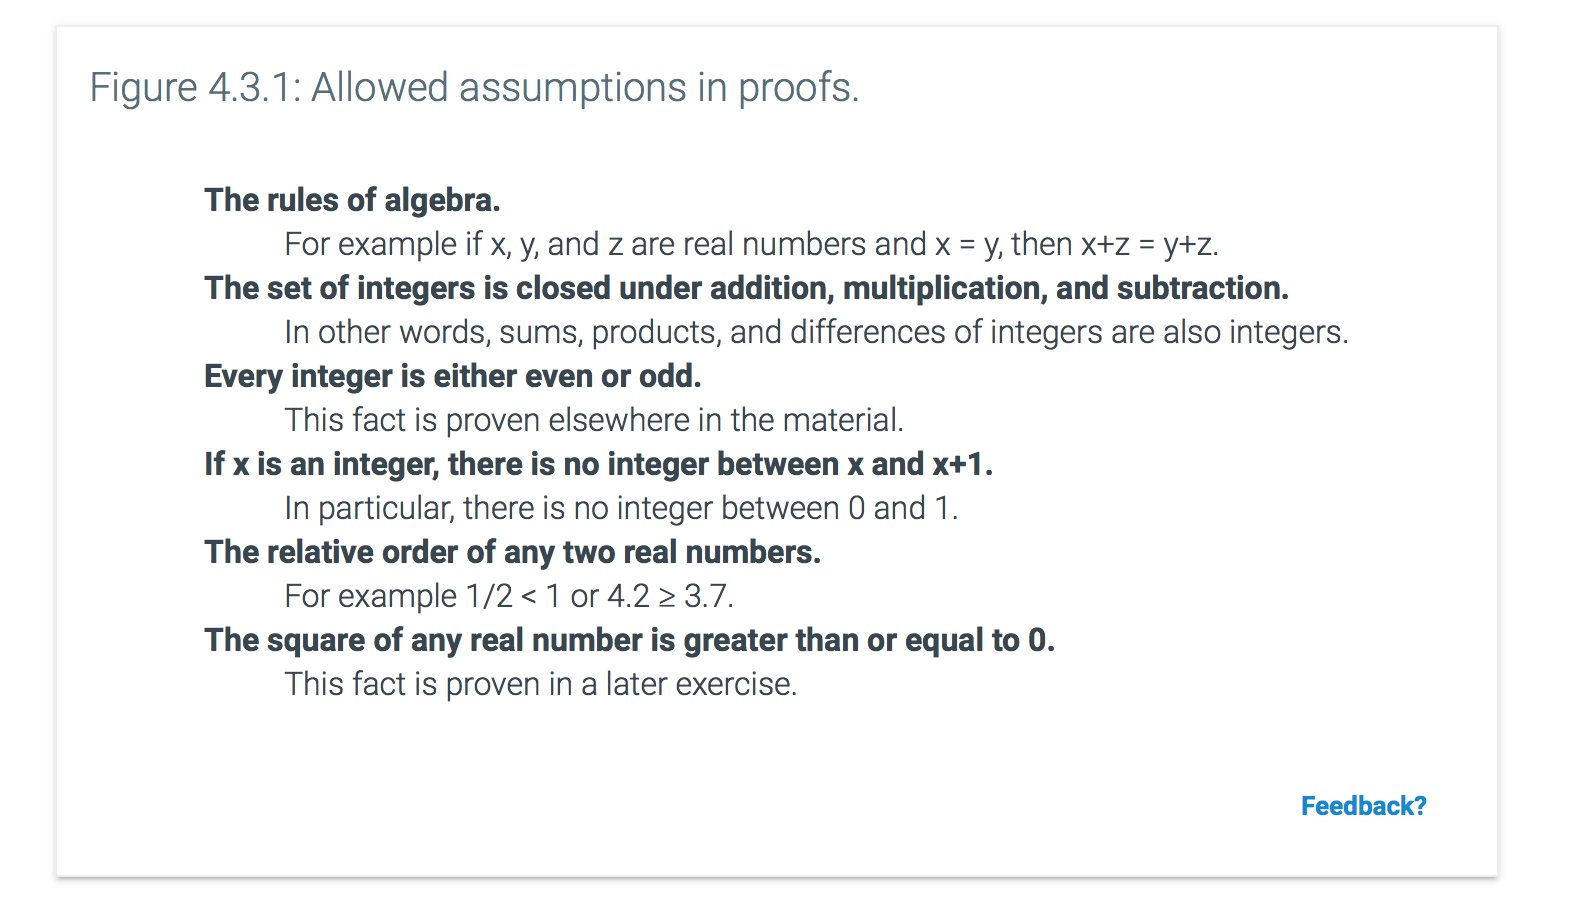 Figure 4.3.1: Allowed assumptions in proofs.
The rules of algebra.
For example if x, y, and z are real numbers and x = y, then x+z = y+z.
The set of integers is closed under addition, multiplication, and subtraction.
In other words, sums, products, and differences of integers are also integers.
Every integer is either even or odd.
This fact is proven elsewhere in the material.
If x is an integer, there is no integer between x and x+1.
In particular, there is no integer between 0 and 1.
The relative order of any two real numbers.
For example 1/2 < 1 or 4.2 ≥ 3.7.
The square of any real number is greater than or equal to 0.
This fact is proven in a later exercise.
Feedback?